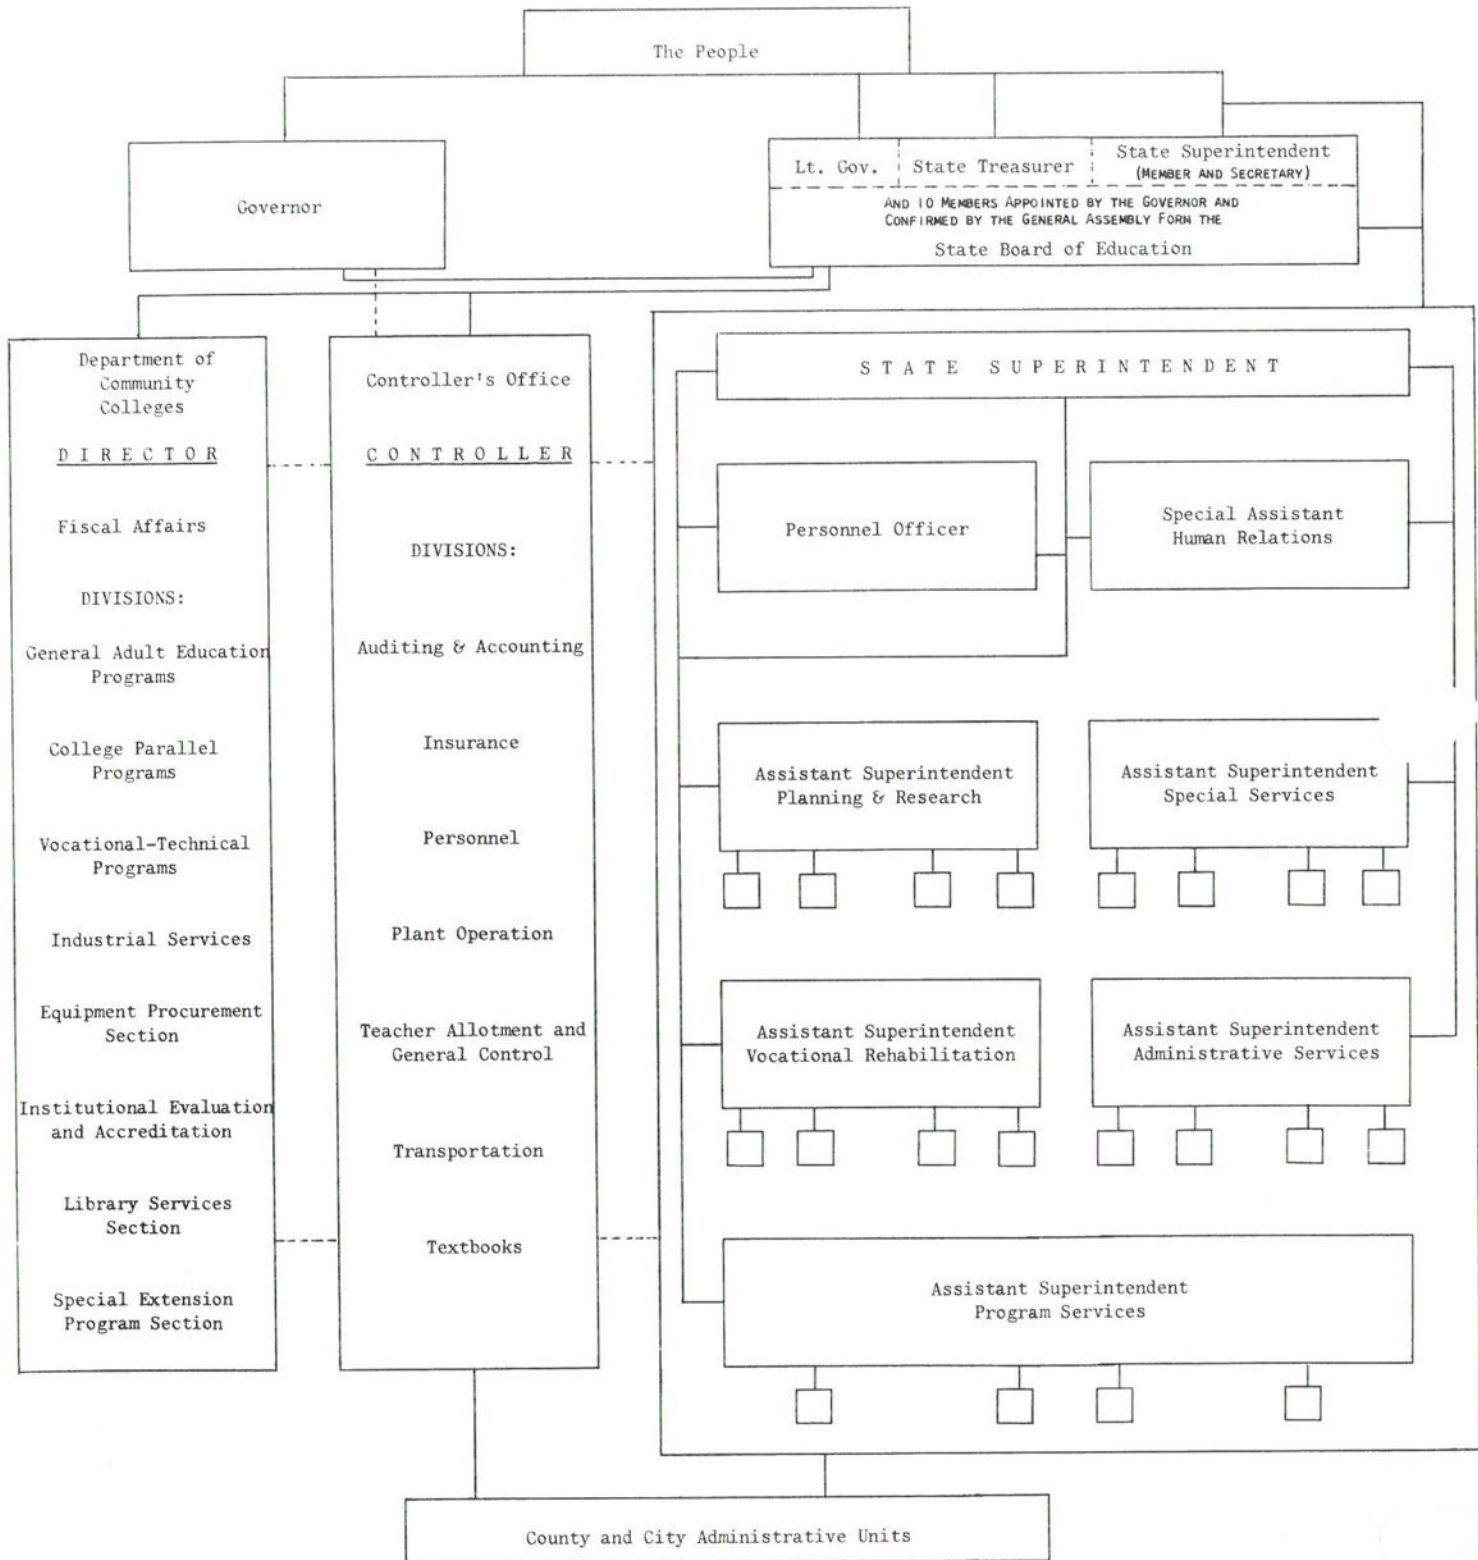 The People
Governor
Lt. Gov.
State Treasurer
State Superintendent
(MEMBER AND SECRETARY)
AND 10 MEMBERS APPOINTED BY THE GOVERNOR AND
CONFIRMED BY THE GENERAL ASSEMBLY FORM THE
State Board of Education
Department of
Community
Colleges
DIRECTOR
Fiscal Affairs
DIVISIONS:
General Adult Education
Programs
College Parallel
Programs
Vocational-Technical
Programs
Industrial Services
Equipment Procurement
Section
Institutional Evaluation
and Accreditation
Library Services
Section
Special Extension
Program Section
Controller's Office
CONTROLLER
DIVISIONS:
Auditing & Accounting
Insurance
Personnel
Plant Operation
Teacher Allotment and
General Control
Transportation
Textbooks
STATE SUPERINTENDENT
Personnel Officer
Special Assistant
Human Relations
Assistant Superintendent
Planning & Research
Assistant Superintendent
Special Services
Assistant Superintendent
Vocational Rehabilitation
Assistant Superintendent
Administrative Services
Assistant Superintendent
Program Services
County and City Administrative Units